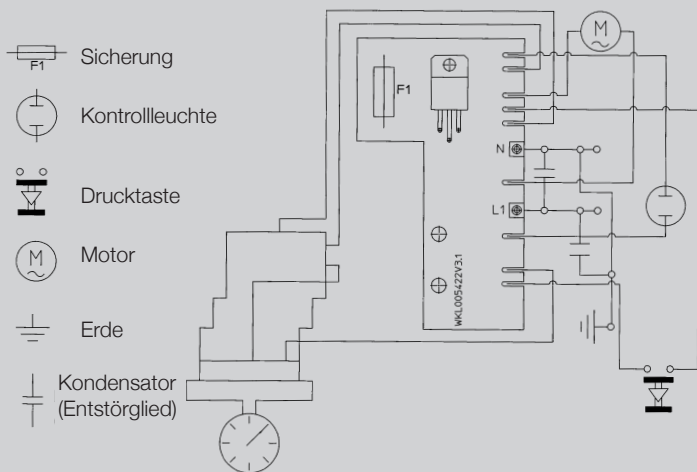 F1
Sicherung
Kontrollleuchte
Drucktaste
M
Motor
Erde
Kondensator
(Entstörglied)
F1
N
L1
WKL005422V3.1
M